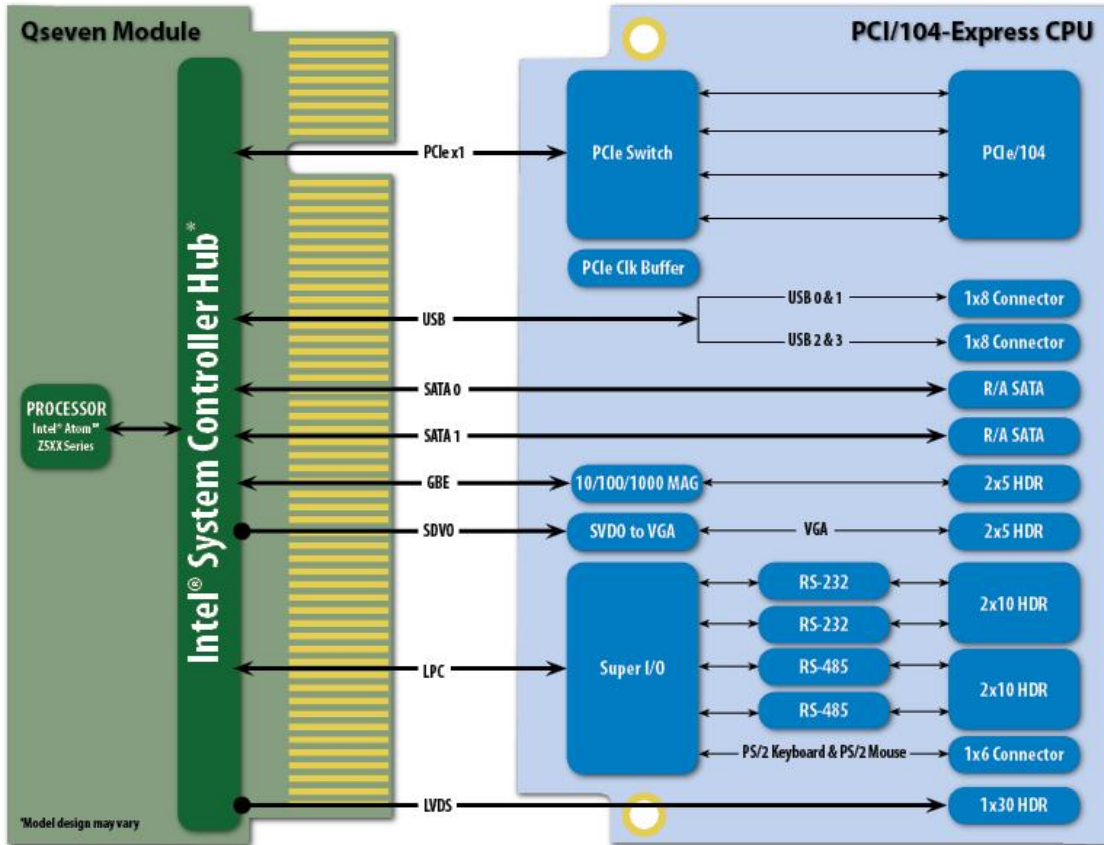 Qseven Module
PCI/104-Express CPU
PCIe x1
PCIe Switch
PCIe/104
PCIe Clk Buffer
USB
USB 0 & 1
1x8 Connector
USB 2 & 3
1x8 Connector
SATA 0
R/A SATA
PROCESSOR
Intel® Atom™
Z5XX Series
Intel® System Controller Hub*
SATA 1
R/A SATA
GBE
10/100/1000 MAG
2x5 HDR
SDVO
SVDO to VGA
VGA
2x5 HDR
RS-232
2x10 HDR
RS-232
LPC
Super I/O
RS-485
2x10 HDR
RS-485
PS/2 Keyboard & PS/2 Mouse
1x6 Connector
LVDS
1x30 HDR
*Model design may vary